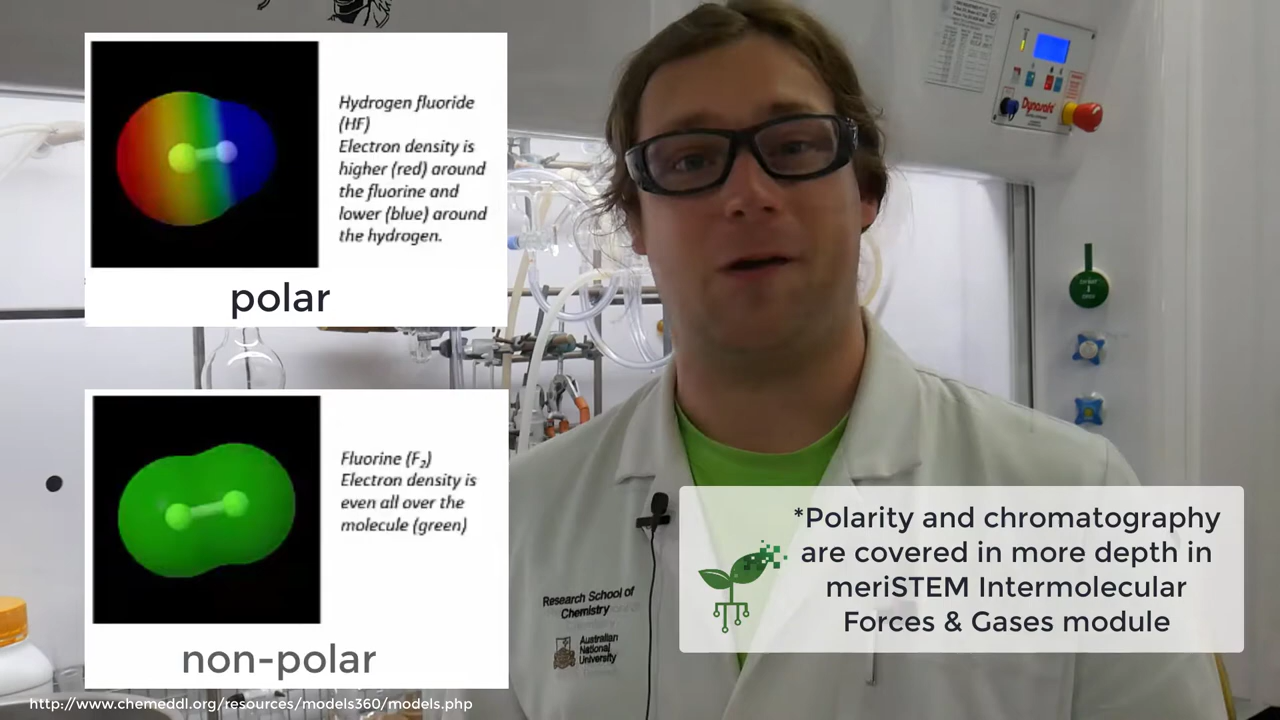 Hydrogen fluoride
(HF)
Electron density is
higher (red) around
the fluorine and
lower (blue) around
the hydrogen.
polar
Fluorine (F₂)
Electron density is
even all over the
molecule (green)
non-polar
http://www.chemeddl.org/resources/models360/models.php
Dynasafe
*Polarity and chromatography
are covered in more depth in
meriSTEM Intermolecular
Forces & Gases module
Research School of
Chemistry
Australian
National
University